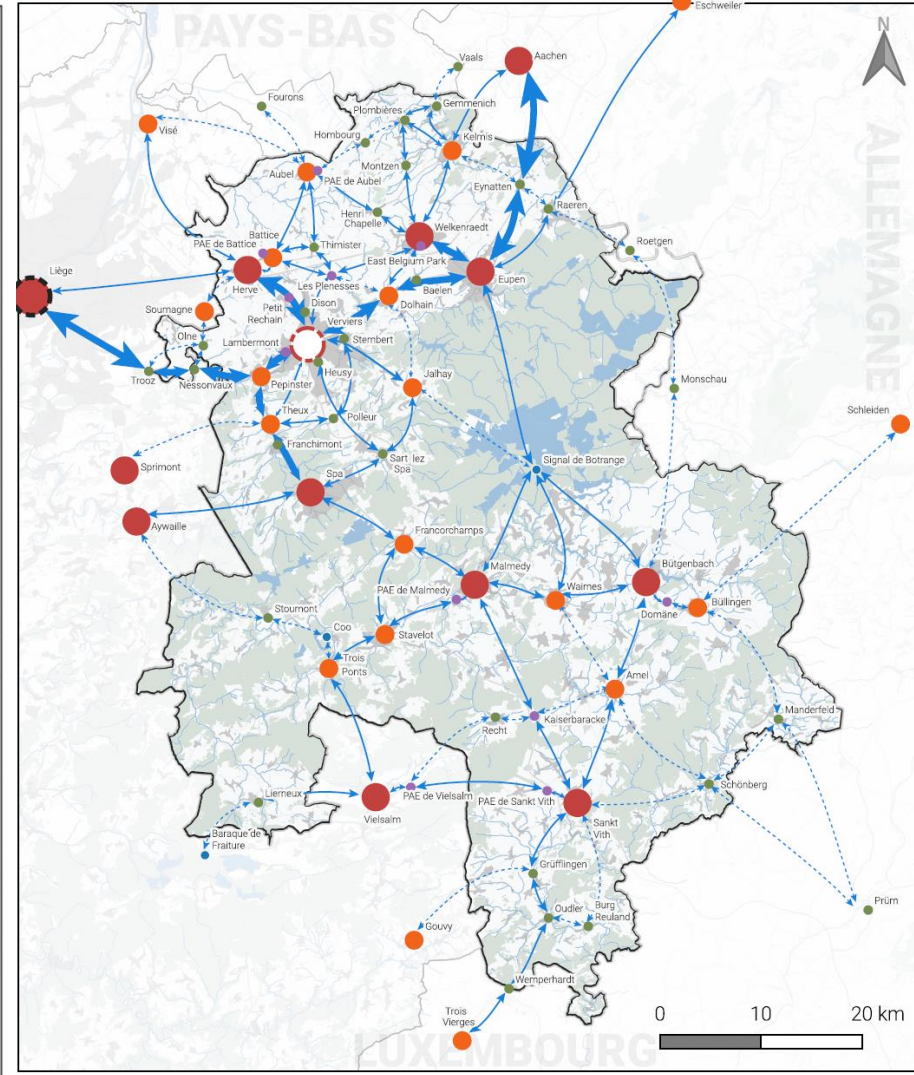 Eschweiler
PAYS-BAS
N
Vaals
Aachen
Fourons
Gemmenich
Plombières
Visé
Hombourg
Kelmis
ALLEMAGNE
Aubel
PAE de Aubel
Montzen
Eynatten
Raeren
Henri
Chapelle
Welkenraedt
Battice
PAE de Battice
Thimister
Roetgen
Liège
East Belgium Park
Eupen
Herve
Les Plenesses
Baelen
Petit
Rechain
Dison
Dolhain
Soumagne
Verviers
Olne
Lambermont
Stembert
Trooz
Nessonvaux
Heusy
Jalhay
Pepinster
Monschau
Theux
Polleur
Schleiden
Franchimont
Sart lez
Spa
Sprimont
Signal de Botrange
Spa
Aywaille
Francorchamps
Malmedy
Bütgenbach
PAE de Malmedy
Waimes
Domäne
Büllingen
Stoumont
Coo
Stavelot
Trois
Ponts
Amel
Manderfeld
Recht
Kaiserbaracke
Schönberg
Lierneux
PAE de Vielsalm
PAE de Sankt Vith
Vielsalm
Sankt
Vith
Baraque de
Fraiture
Grüfflingen
Prüm
Oudler
Burg
Reuland
Gouvy
Wemperhardt
Trois
Vierges
0 10 20 km
LUXEMBOURG